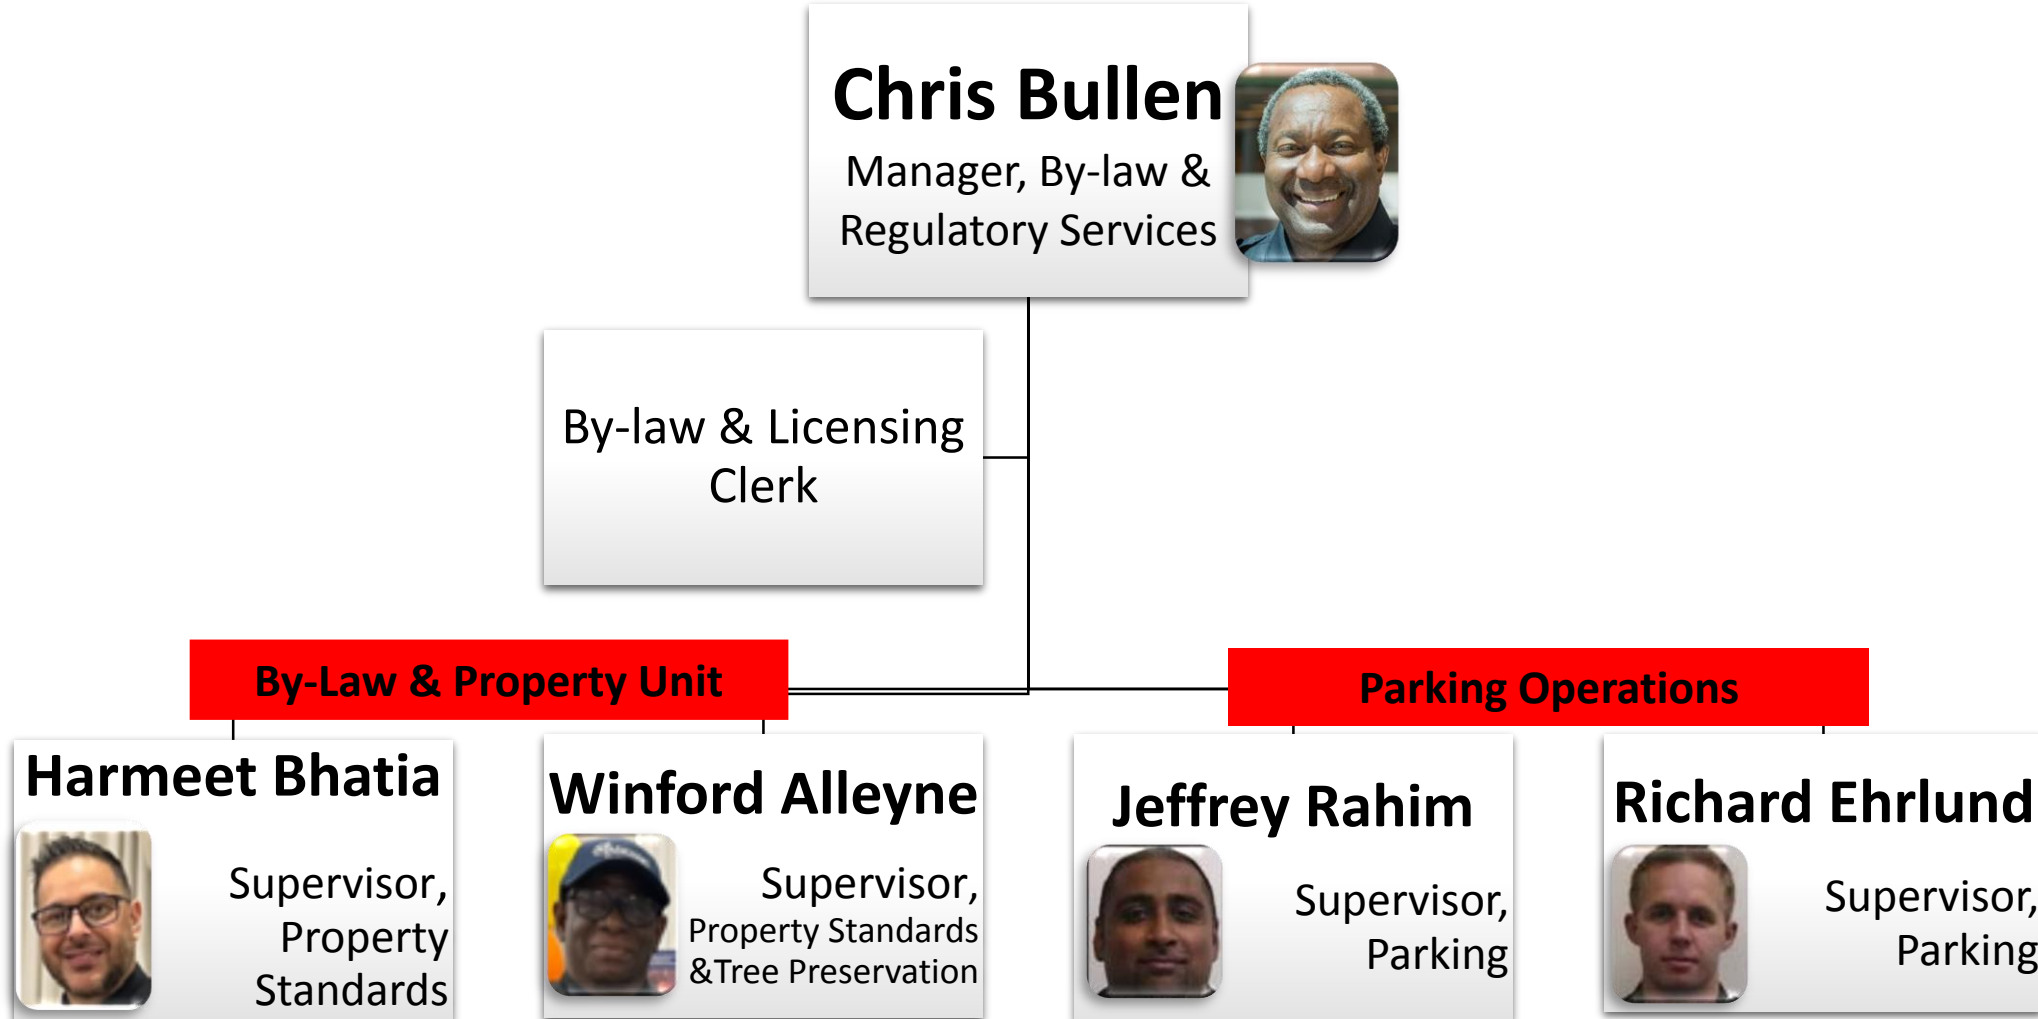 Chris Bullen
Manager, By-law &
Regulatory Services
By-law & Licensing
Clerk
By-Law & Property Unit
Parking Operations
Harmeet Bhatia
Supervisor,
Property
Standards
Winford Alleyne
Supervisor,
Property Standards
&Tree Preservation
Jeffrey Rahim
Supervisor,
Parking
Richard Ehrlund
Supervisor,
Parking